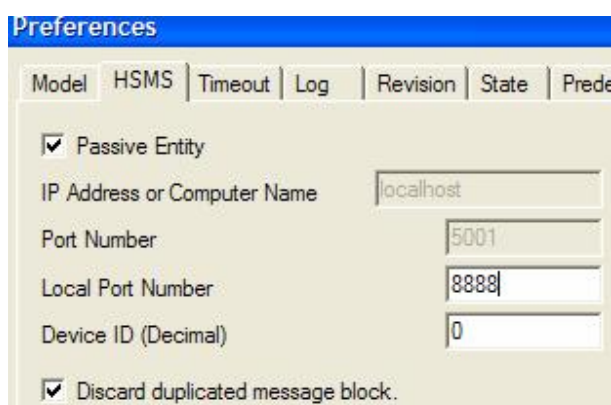 Preferences
Model HSMS Timeout Log Revision State Prede
Passive Entity
IP Address or Computer Name localhost
Port Number 5001
Local Port Number 8888
Device ID (Decimal) 0
Discard duplicated message block.